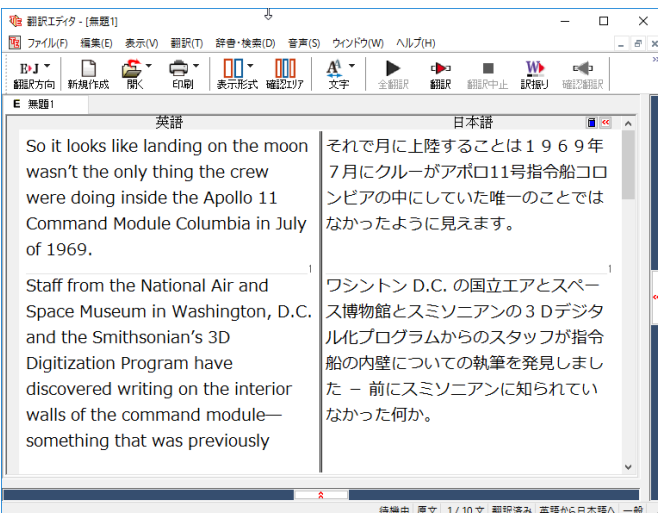 翻訳エディタ - [無題1]
ファイル(F) 編集(E) 表示(V) 翻訳(T) 辞書・検索(D) 音声(S) ウインドウ(W) ヘルプ(H)
翻訳方向 新規作成 開く 印刷 表示形式 確認エリア 文字 全翻訳 翻訳 翻訳中止 訳振り 確認翻訳
E 無題1
英語 日本語
So it looks like landing on the moon
wasn’t the only thing the crew
were doing inside the Apollo 11
Command Module Columbia in July
of 1969.
1
Staff from the National Air and
Space Museum in Washington, D.C.
and the Smithsonian’s 3D
Digitization Program have
discovered writing on the interior
walls of the command module—
something that was previously
それで月に上陸することは１９６９年
７月にクルーがアポロ11号指令船コロ
ンビアの中にしていた唯一のことでは
なかったように見えます。
1
ワシントン D.C. の国立エアとスペー
ス博物館とスミソニアンの３Ｄデジタ
ル化プログラムからのスタッフが指令
船の内壁についての執筆を発見しまし
た － 前にスミソニアンに知られてい
なかった何か。
待機中 原文 1/10文 翻訳済み 英語から日本語へ 一般